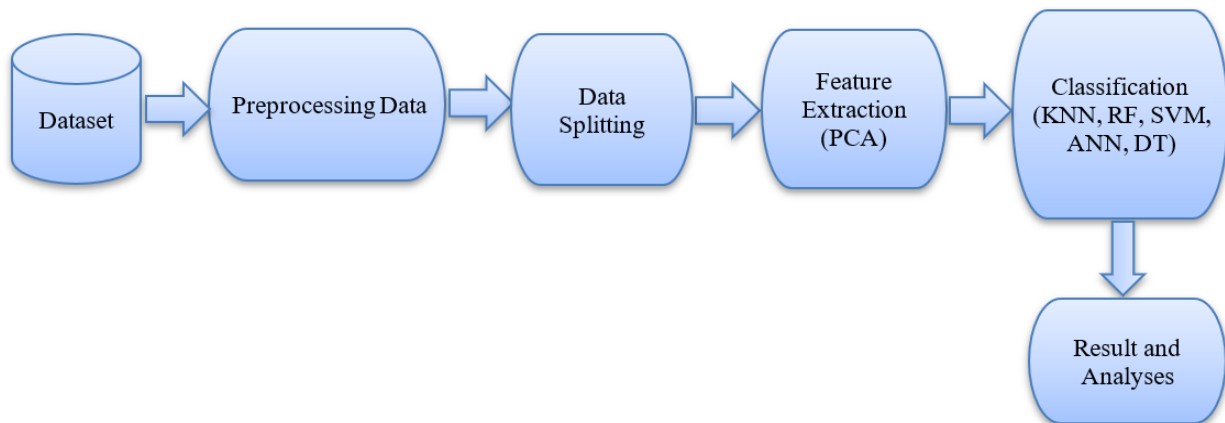 Dataset
Preprocessing Data
Data
Splitting
Feature
Extraction
(PCA)
Classification
(KNN, RF, SVM,
ANN, DT)
Result and
Analyses